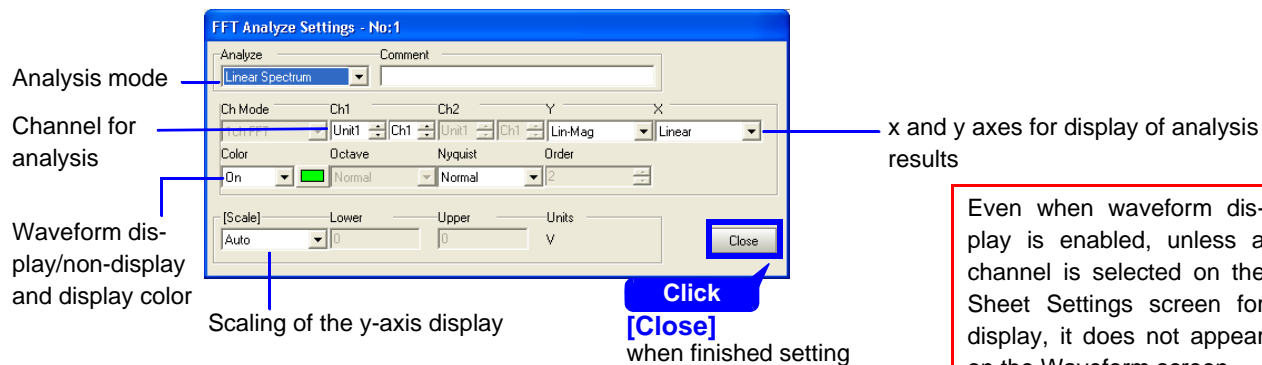 FFT Analyze Settings - No:1
Analyze Comment
Linear Spectrum
Analysis mode
Ch Mode Ch1 Ch2 Y X
1ch FFT Unit1 Ch1 Unit1 Ch1 Lin-Mag Linear
Channel for
analysis
x and y axes for display of analysis
results
Color Octave Nyquist Order
On Normal Normal 2
Waveform dis-
play/non-display
and display color
[Scale] Lower Upper Units
Auto 0 0 V
Close
Scaling of the y-axis display
Click
[Close]
when finished setting
Even when waveform dis-
play is enabled, unless a
channel is selected on the
Sheet Settings screen for
display, it does not appear
on the Waveform screen